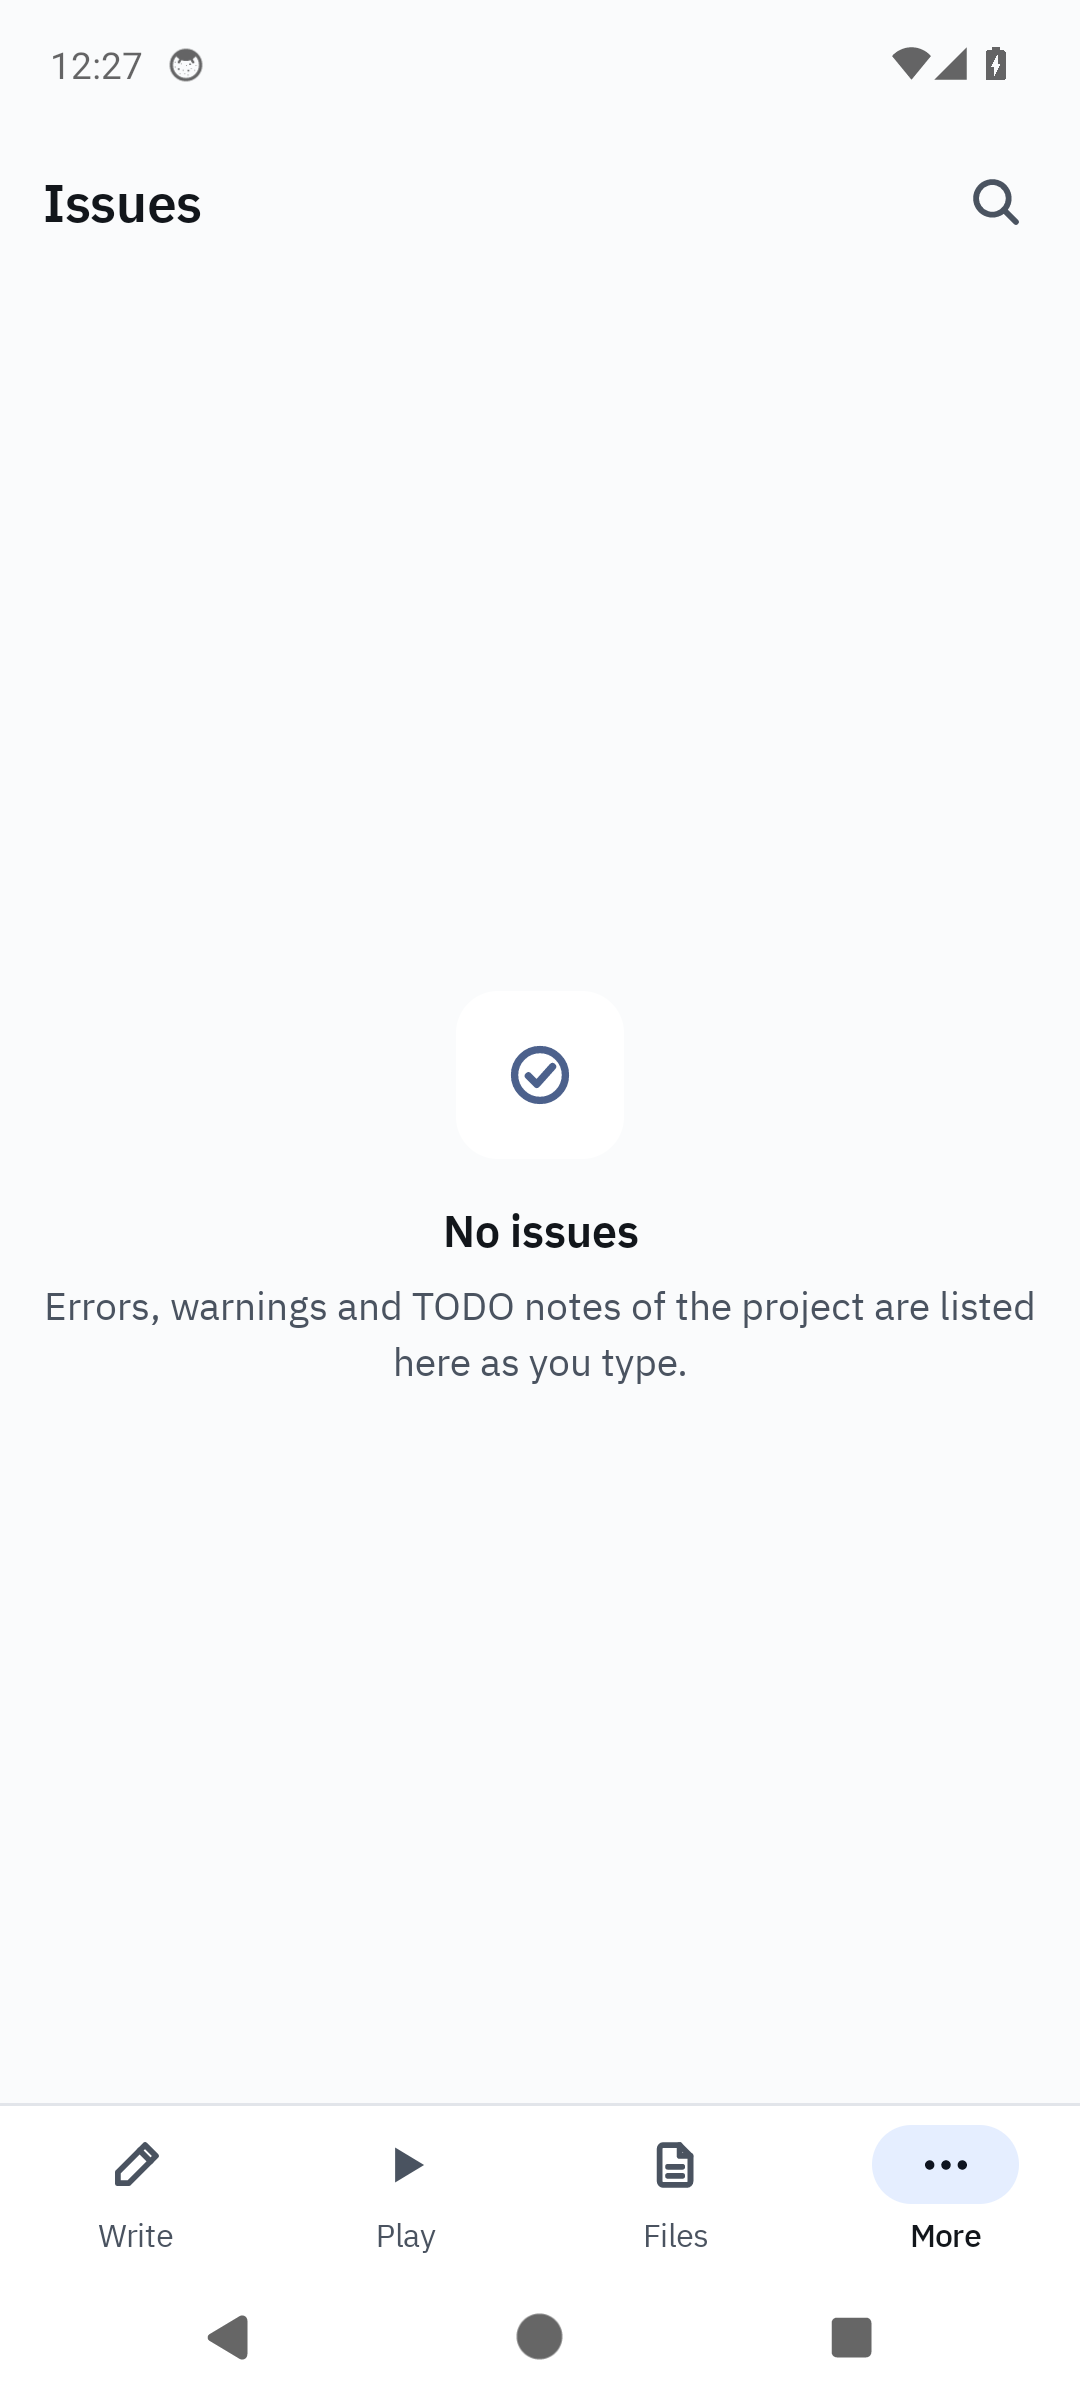 12:27
Issues
No issues
Errors, warnings and TODO notes of the project are listed
here as you type.
Write
Play
Files
More